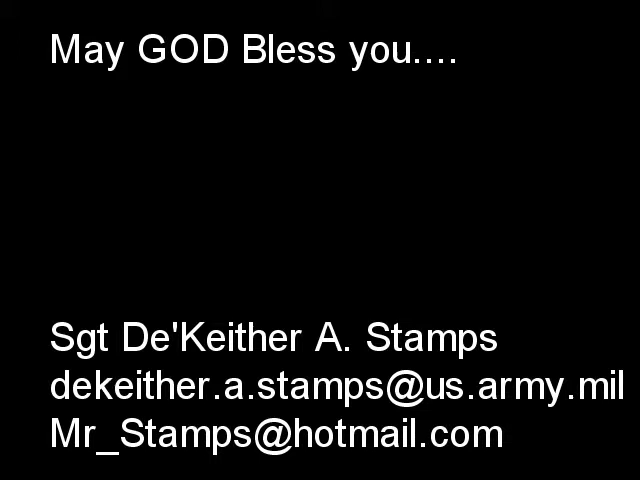 May GOD Bless you....
Sgt De'Keither A. Stamps
dekeither.a.stamps@us.army.mil
Mr_Stamps@hotmail.com